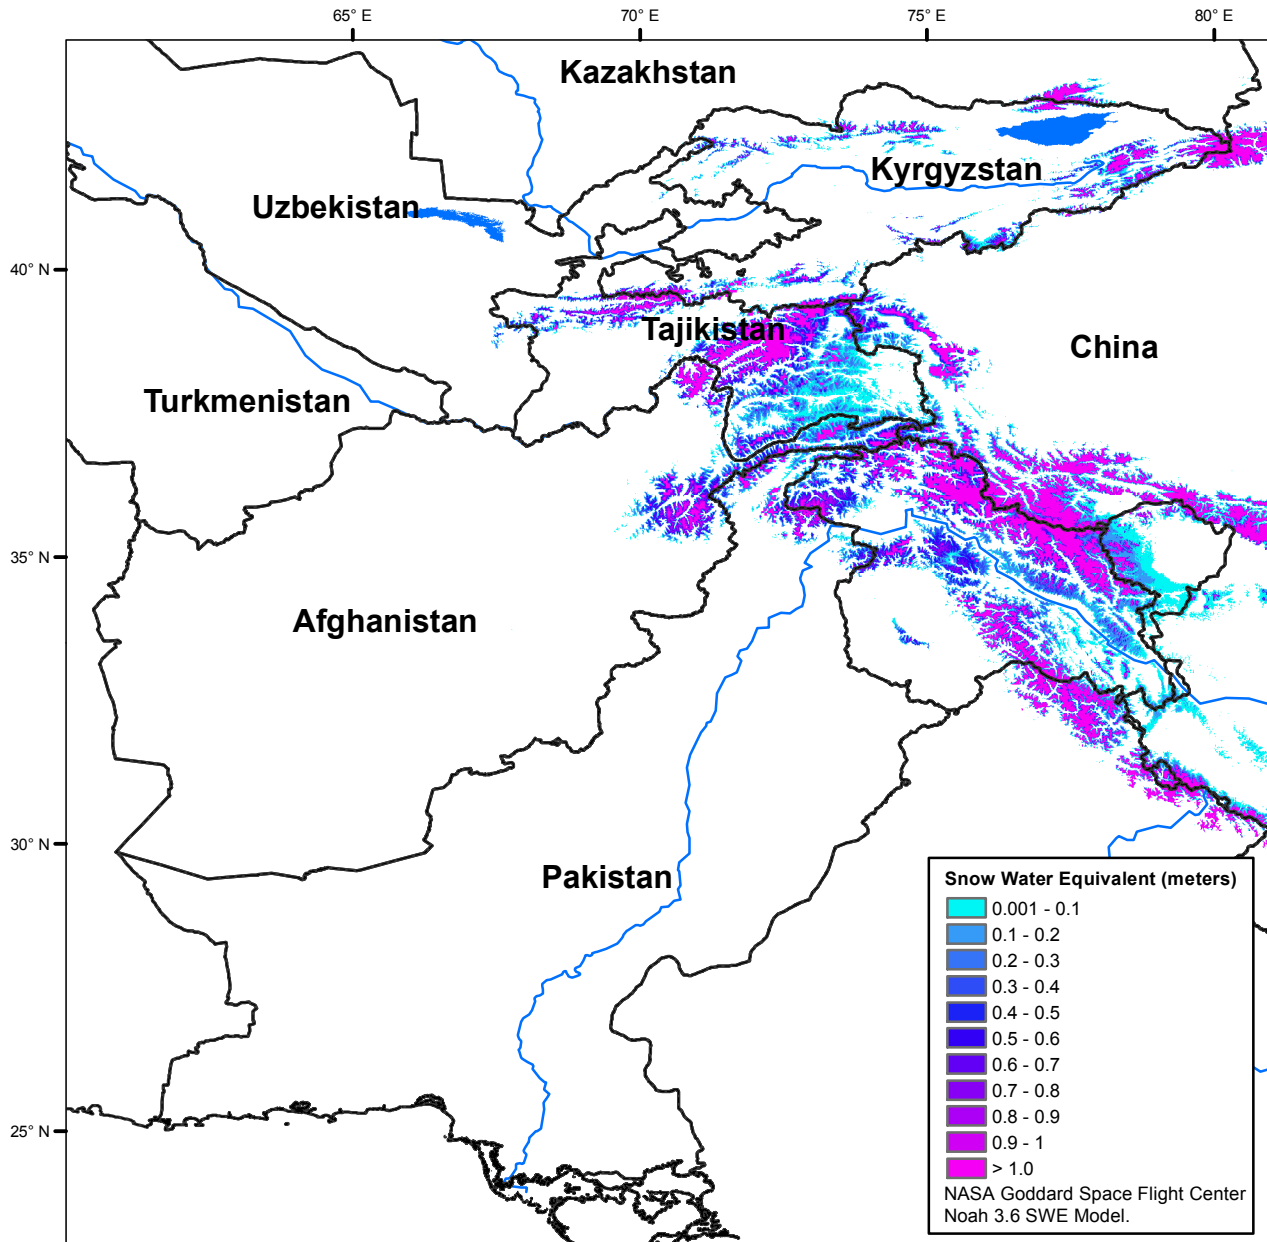 65° E
70° E
75° E
80° E
Kazakhstan
Kyrgyzstan
Uzbekistan
40° N
Tajikistan
China
Turkmenistan
35° N
Afghanistan
30° N
Pakistan
25° N
Snow Water Equivalent (meters)
0.001 - 0.1
0.1 - 0.2
0.2 - 0.3
0.3 - 0.4
0.4 - 0.5
0.5 - 0.6
0.6 - 0.7
0.7 - 0.8
0.8 - 0.9
0.9 - 1
> 1.0
NASA Goddard Space Flight Center
Noah 3.6 SWE Model.